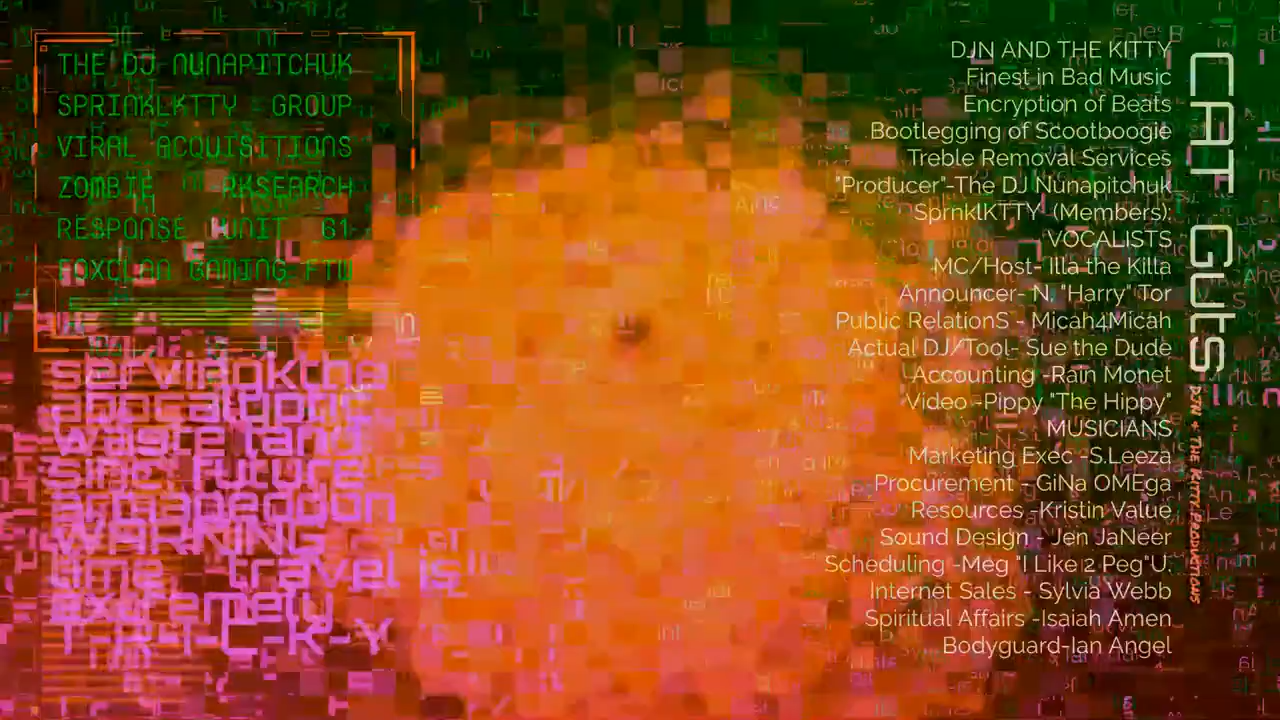 THE DJ NUNAPITCHUK
SPRINKLKTTY GROUP
VIRAL ACQUISITIONS
ZOMBIE RKSEARCH
RESPONSE UNIT G1
FOXCLAN GAMING FTW
servingkthe
waste land
future
armageddon
WARNING
time travel is
extremely
T-R-I-C-K-Y
DJN AND THE KITTY
Finest in Bad Music
Encryption of Beats
Bootlegging of Scootboogie
Treble Removal Services
"Producer"-The DJ Nunapitchuk
SprnklKTTY (Members):
VOCALISTS
MC/Host- Illa the Killa
Announcer- N. "Harry" Tor
Public RelationS - Micah4Micah
Actual DJ/Tool- Sue the Dude
Accounting -Rain Monet
Video -Pippy "The Hippy"
MUSICIANS
Marketing Exec -S.Leeza
Procurement - GiNa OMEga
Resources -Kristin Value
Sound Design - Jen JaNeer
Scheduling -Meg "I Like 2 Peg"U.
Internet Sales - Sylvia Webb
Spiritual Affairs -Isaiah Amen
Bodyguard-Ian Angel
CAT Guts
DJN + THE KITTY PRODUCTIONS